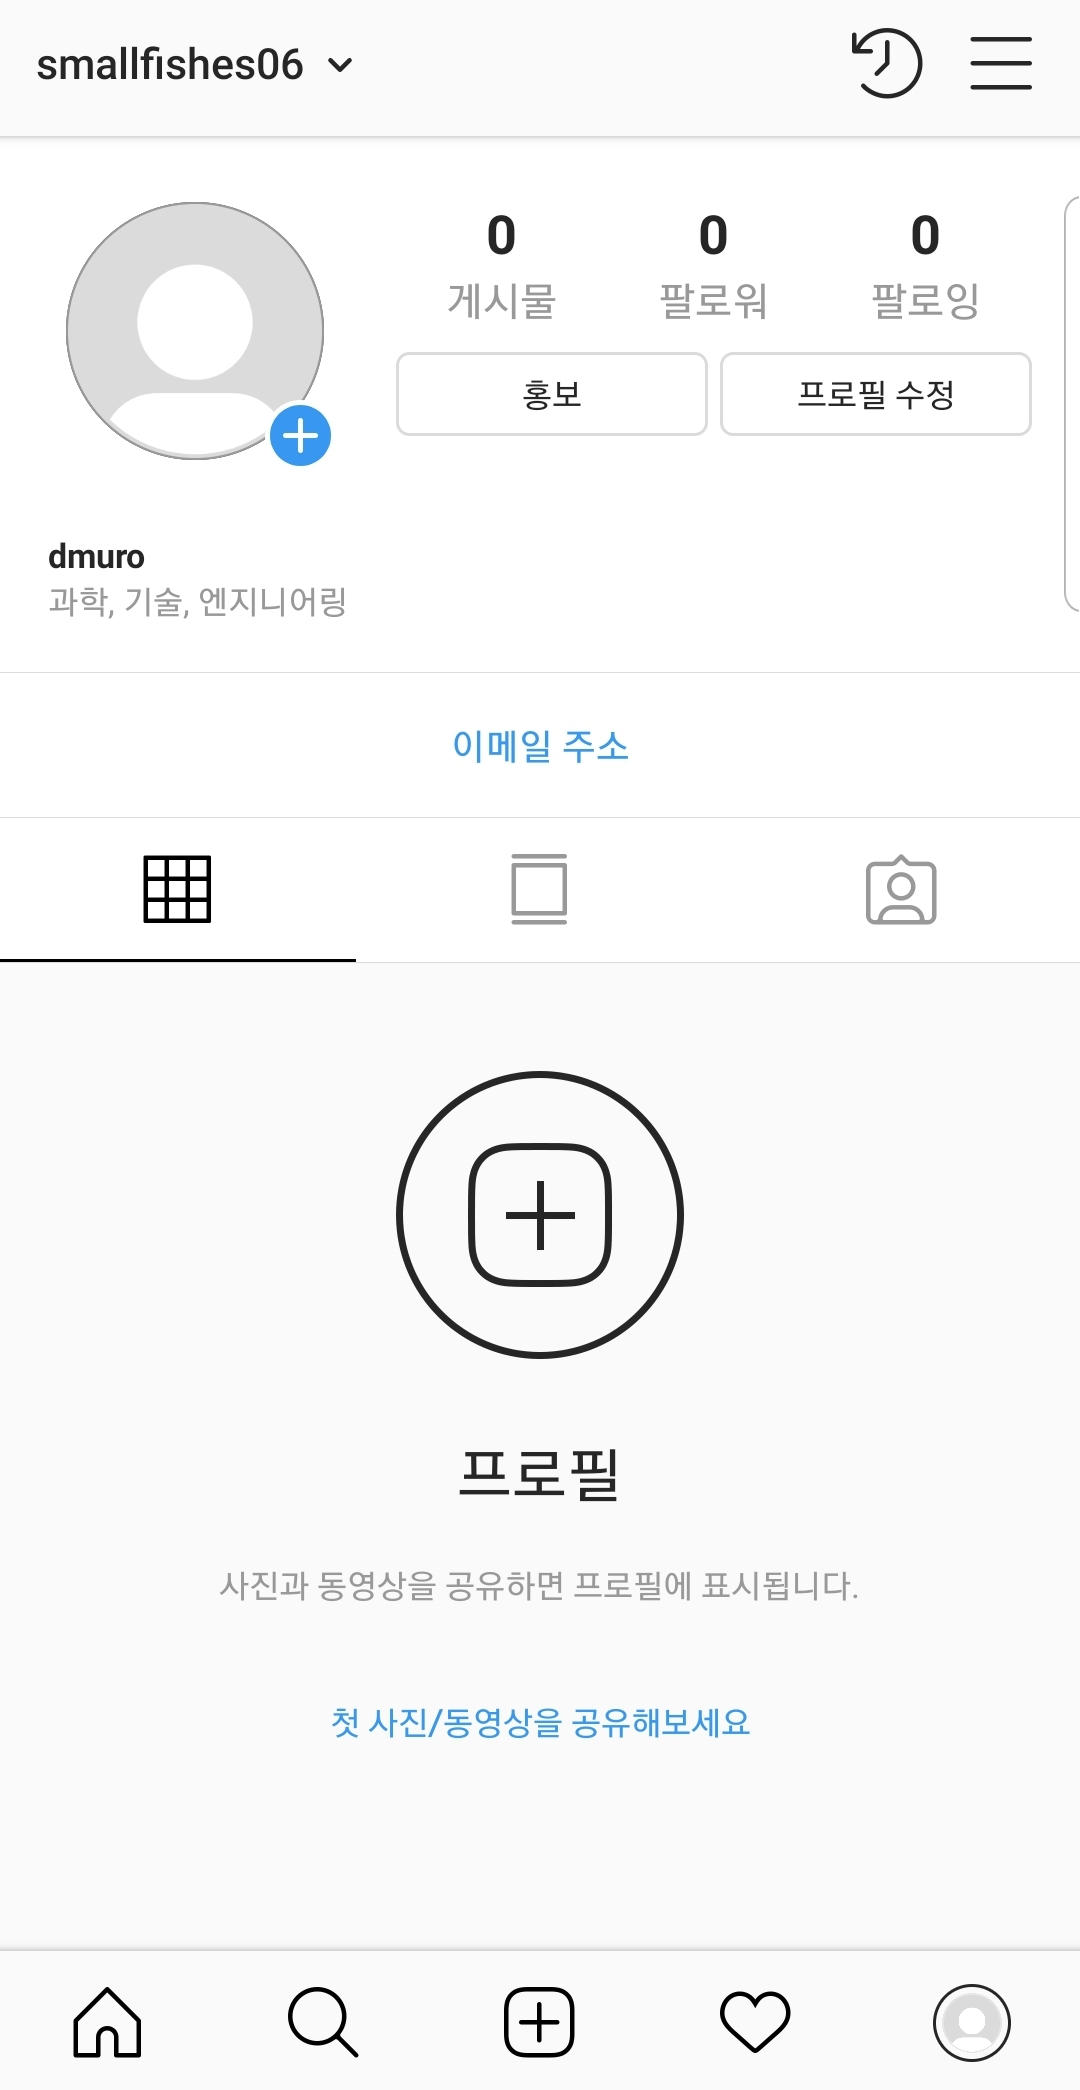 smallfishes06
0 0 0
게시물 팔로워 팔로잉
홍보 프로필 수정
dmuro
과학, 기술, 엔지니어링
이메일 주소
프로필
사진과 동영상을 공유하면 프로필에 표시됩니다.
첫 사진/동영상을 공유해보세요